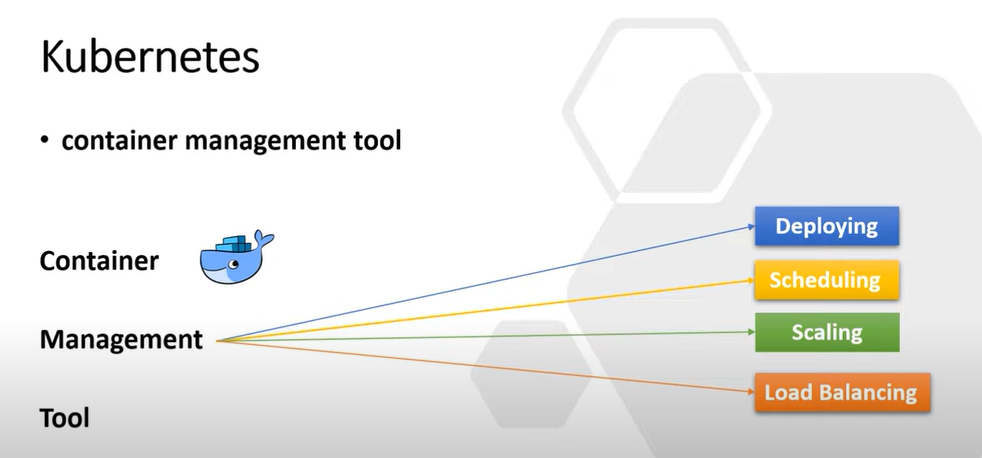 Kubernetes
• container management tool
Container
Management
Tool
Deploying
Scheduling
Scaling
Load Balancing